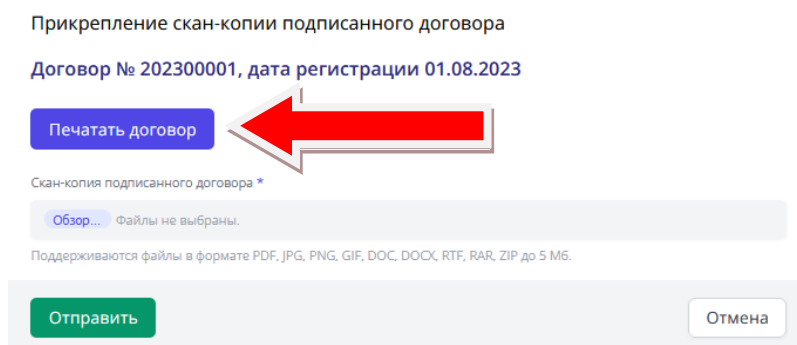 Прикрепление скан-копии подписанного договора
Договор № 202300001, дата регистрации 01.08.2023
Печатать договор
Скан-копия подписанного договора *
Обзор... Файлы не выбраны.
Поддерживаются файлы в формате PDF, JPG, PNG, GIF, DOC, DOCX, RTF, RAR, ZIP до 5 Мб.
Отправить Отмена